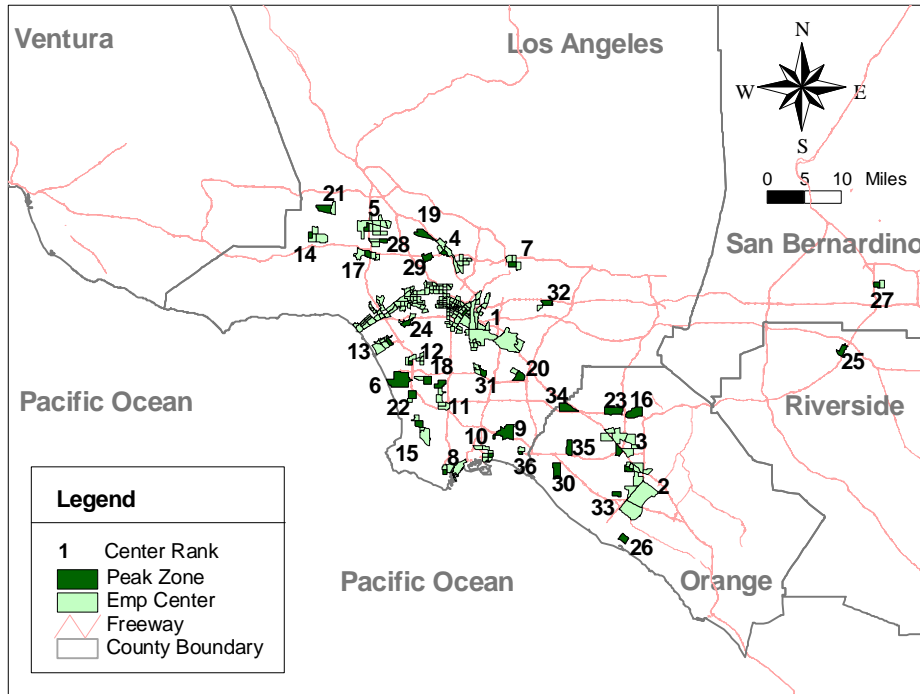 Ventura
Los Angeles
N
W E
S
0 5 10 Miles
21
5
19
4
7
14
28
17
29
San Bernardino
32
27
1
24
13
12
25
6
18
31
20
Riverside
Pacific Ocean
22
11
34
23 16
9
10
3
15
35
8
36
30
2
33
26
Legend
1 Center Rank
Peak Zone
Emp Center
Freeway
County Boundary
Pacific Ocean
Orange